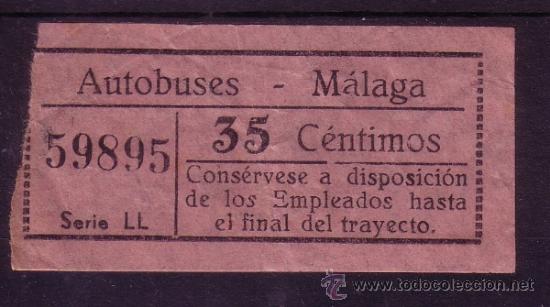 Autobuses - Málaga
59895
Serie LL
35 Céntimos
Consérvese a disposición
de los Empleados hasta
el final del trayecto.
todocoleccion
www.todocoleccion.net